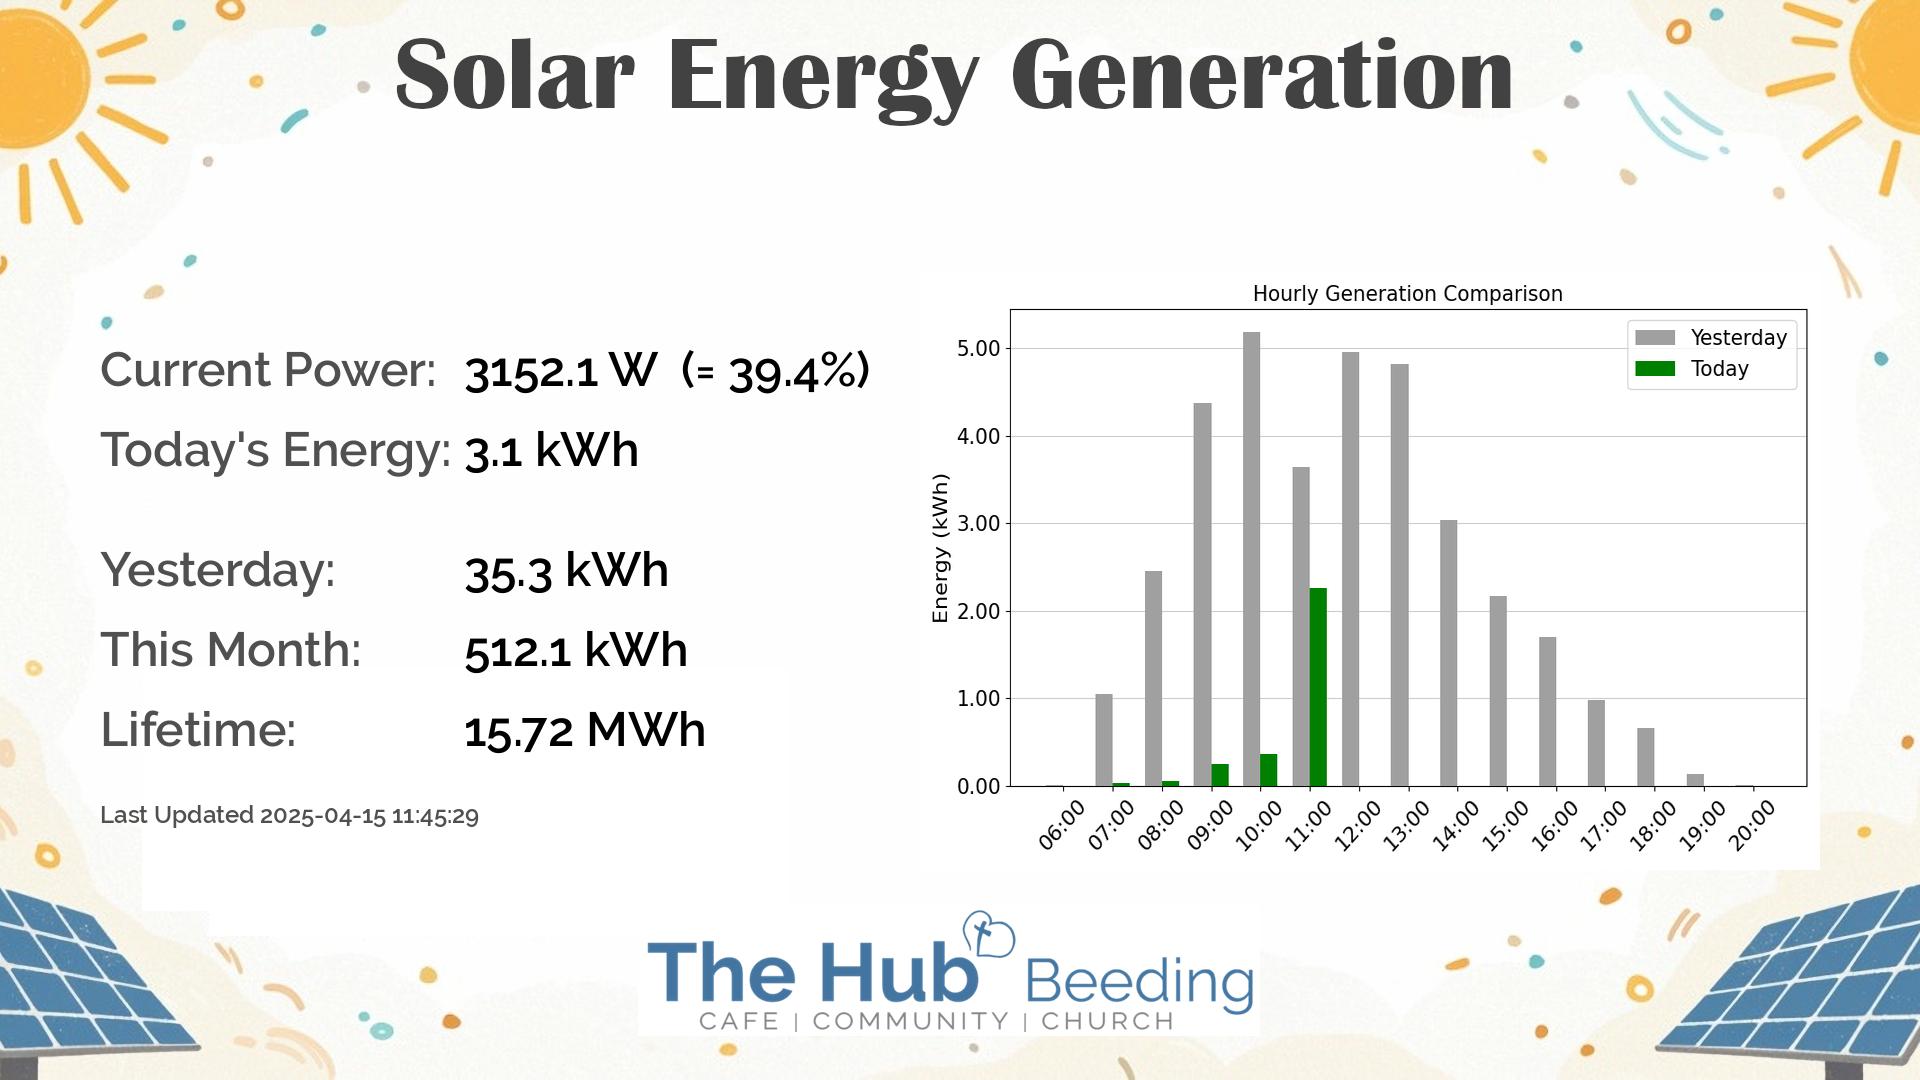 Solar Energy Generation
Current Power: 3152.1 W (= 39.4%)
Today's Energy: 3.1 kWh
Yesterday: 35.3 kWh
This Month: 512.1 kWh
Lifetime: 15.72 MWh
Last Updated 2025-04-15 11:45:29
Hourly Generation Comparison
Yesterday
Today
Energy (kWh)
5.00
4.00
3.00
2.00
1.00
0.00
06:00 07:00 08:00 09:00 10:00 11:00 12:00 13:00 14:00 15:00 16:00 17:00 18:00 19:00 20:00
The Hub Beeding
CAFE | COMMUNITY | CHURCH